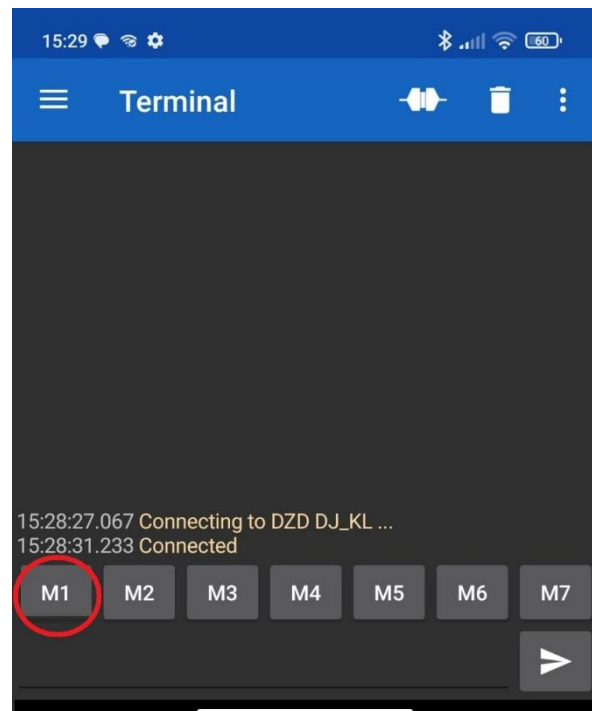 15:29 60
Terminal
15:28:27.067 Connecting to DZD DJ_KL ...
15:28:31.233 Connected
M1 M2 M3 M4 M5 M6 M7